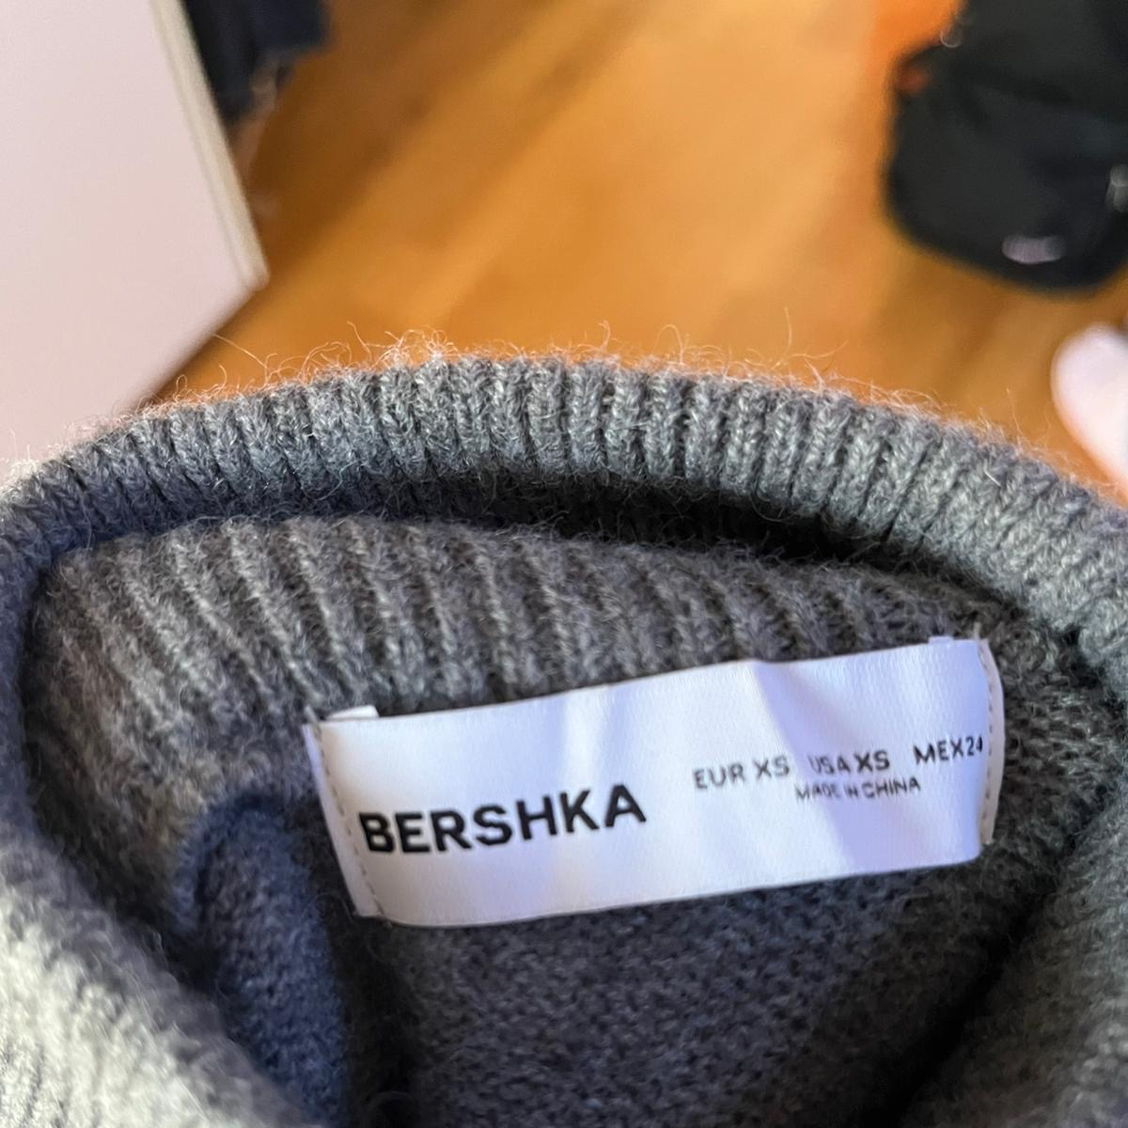 BERSHKA
EUR XS USA XS MEX 24
MADE IN CHINA